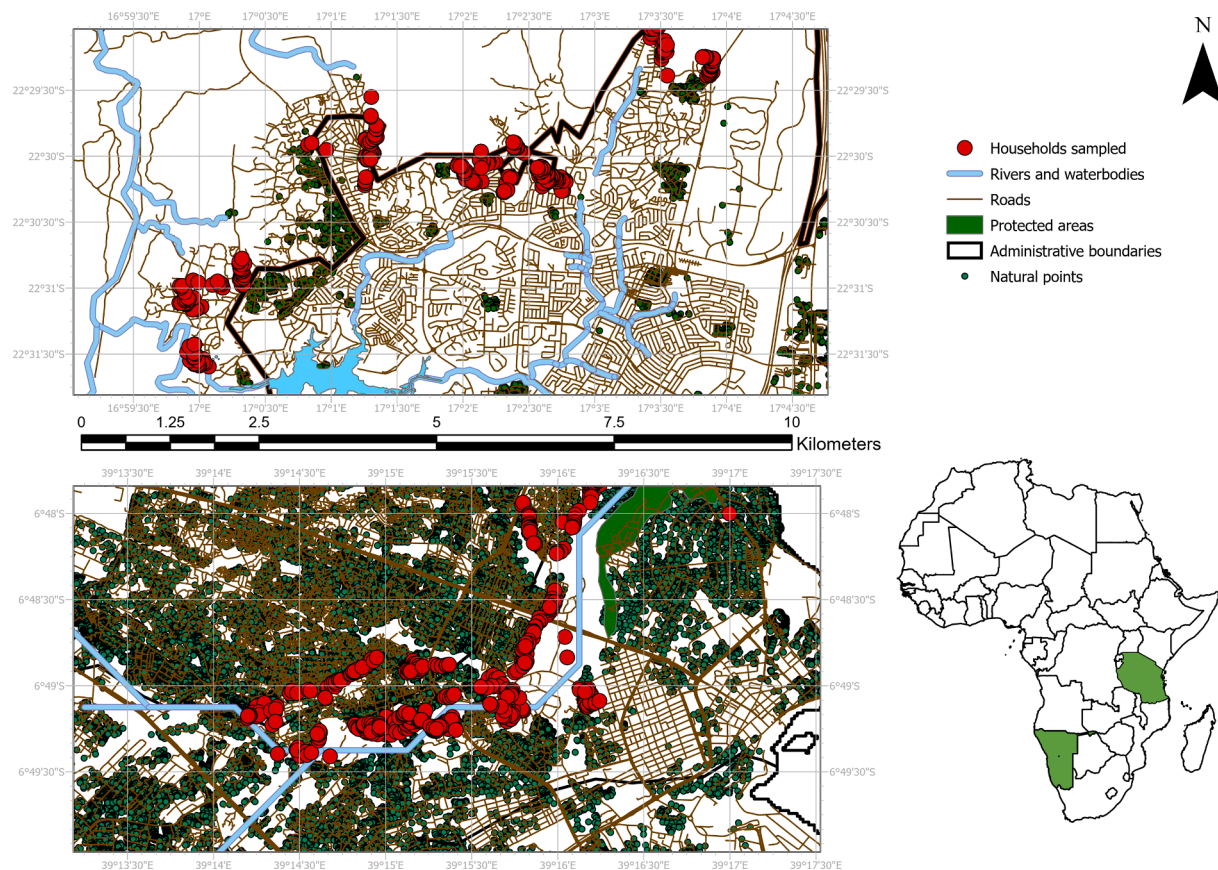 16°59'30"E 17°E 17°0'30"E 17°1'E 17°1'30"E 17°2'E 17°2'30"E 17°3'E 17°3'30"E 17°4'E 17°4'30"E
N
22°29'30"S 22°29'30"S
22°30'S 22°30'S
22°30'30"S 22°30'30"S
22°31'S 22°31'S
22°31'30"S 22°31'30"S
16°59'30"E 17°E 17°0'30"E 17°1'E 17°1'30"E 17°2'E 17°2'30"E 17°3'E 17°3'30"E 17°4'E 17°4'30"E
Households sampled
Rivers and waterbodies
Roads
Protected areas
Administrative boundaries
Natural points
0 1.25 2.5 5 7.5 10
Kilometers
39°13'30"E 39°14'E 39°14'30"E 39°15'E 39°15'30"E 39°16'E 39°16'30"E 39°17'E 39°17'30"E
6°48'S 6°48'S
6°48'30"S 6°48'30"S
6°49'S 6°49'S
6°49'30"S 6°49'30"S
39°13'30"E 39°14'E 39°14'30"E 39°15'E 39°15'30"E 39°16'E 39°16'30"E 39°17'E 39°17'30"E